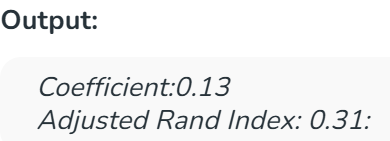 Output:
Coefficient:0.13
Adjusted Rand Index: 0.31: